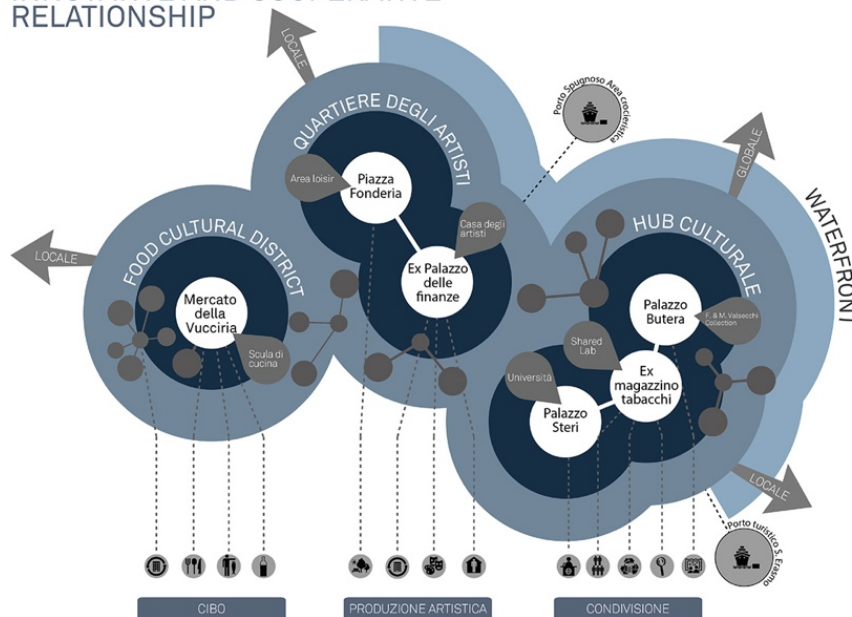 RELATIONSHIP
LOCALE
QUARTIERE DEGLI ARTISTI
Area loisir
Piazza
Fonderia
Casa degli
artisti
Ex Palazzo
delle
finanze
Porto Spugnoso Area crocieristica
GLOBALE
WATERFRONT
LOCALE
FOOD CULTURAL DISTRICT
Mercato
della
Vucciria
Scula di
cucina
HUB CULTURALE
Palazzo
Butera
F. & M. Valsecchi
Collection
Shared
Lab
Ex
magazzino
tabacchi
Università
Palazzo
Steri
LOCALE
Porto turistico S. Erasmo
CIBO
PRODUZIONE ARTISTICA
CONDIVISIONE